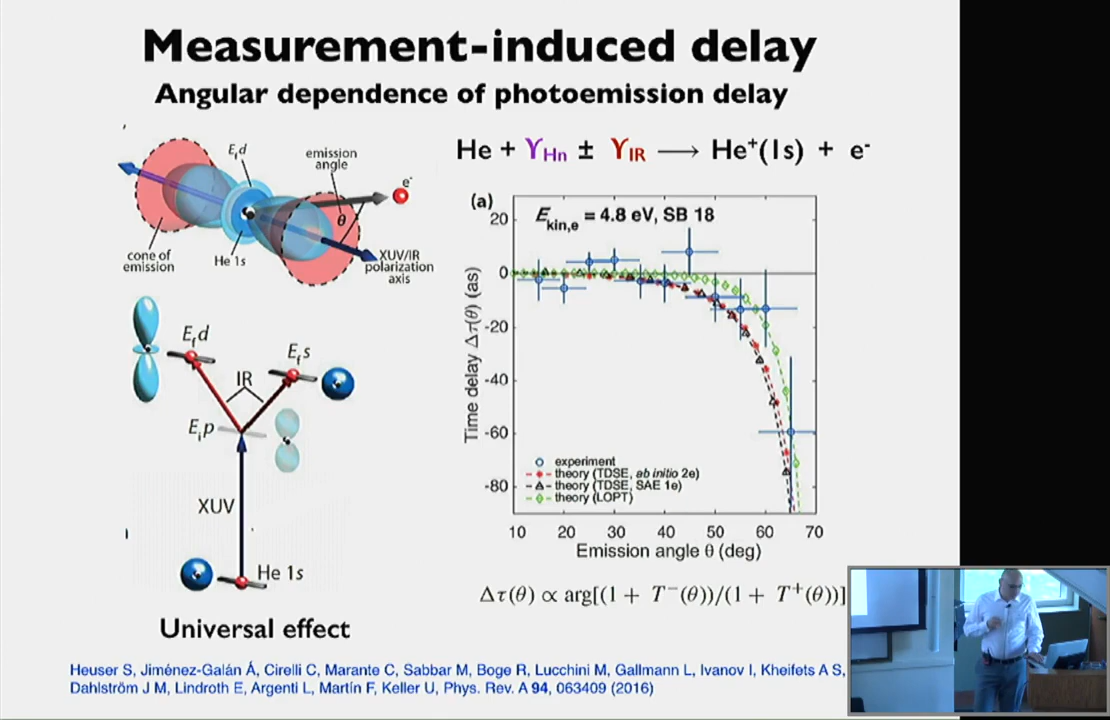 Measurement-induced delay
Angular dependence of photoemission delay
E_f d
emission
angle
e⁻
θ
cone of
emission
He 1s
XUV/IR
polarization
axis
E_f d
E_f s
IR
E_i p
XUV
He 1s
Universal effect
He + ϒ_Hn ± ϒ_IR ⟶ He⁺(1s) + e⁻
(a)
E_kin,e = 4.8 eV, SB 18
Time delay Δτ(θ) (as)
20
0
-20
-40
-60
-80
experiment
theory (TDSE, ab initio 2e)
theory (TDSE, SAE 1e)
theory (LOPT)
10 20 30 40 50 60 70
Emission angle θ (deg)
Δτ(θ) ∝ arg[(1 + T⁻(θ))/(1 + T⁺(θ))]
Heuser S, Jiménez-Galán Á, Cirelli C, Marante C, Sabbar M, Boge R, Lucchini M, Gallmann L, Ivanov I, Kheifets A S,
Dahlström J M, Lindroth E, Argenti L, Martín F, Keller U, Phys. Rev. A 94, 063409 (2016)